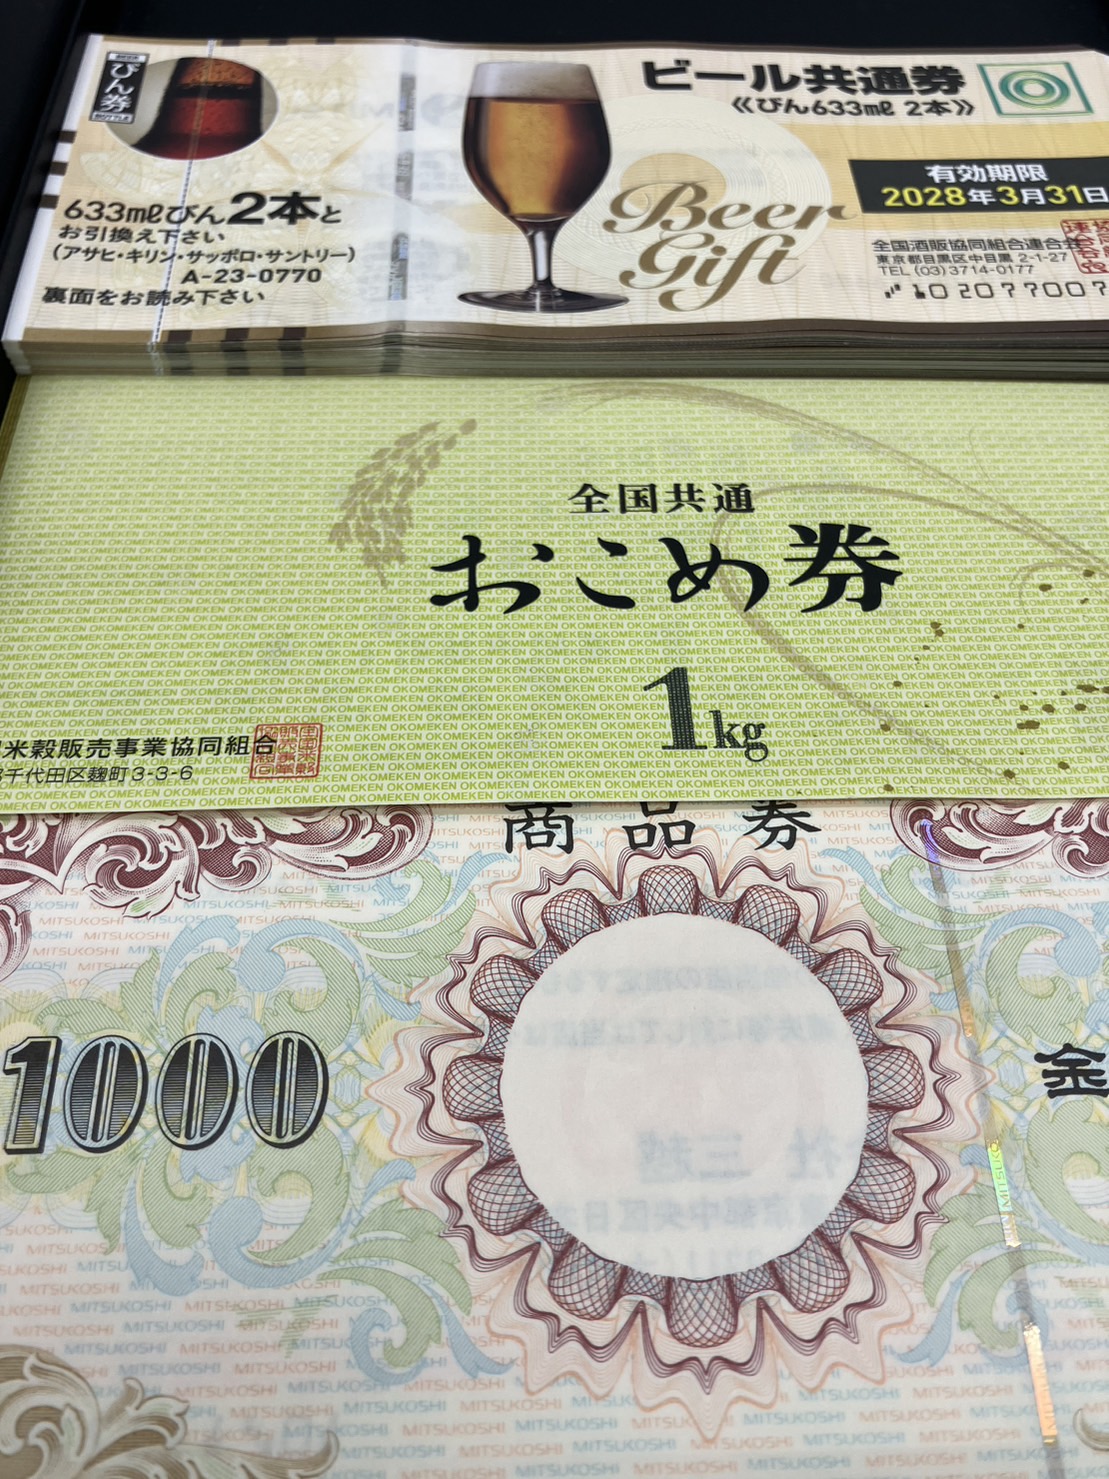 びん券
BOTTLE
ビール共通券
《びん633㎖ 2本》
有効期限
2028年3月31日
Beer
Gift
633㎖びん2本と
お引換え下さい
(アサヒ・キリン・サッポロ・サントリー)
A-23-0770
裏面をお読み下さい
全国酒販協同組合連合会
東京都目黒区中目黒 2-1-27
TEL (03) 3714-0177
全国共通
おこめ券
1kg
米穀販売事業協同組合
千代田区麹町3-3-6
OKOMEKEN
商品券
MITSUKOSHI
1000
金